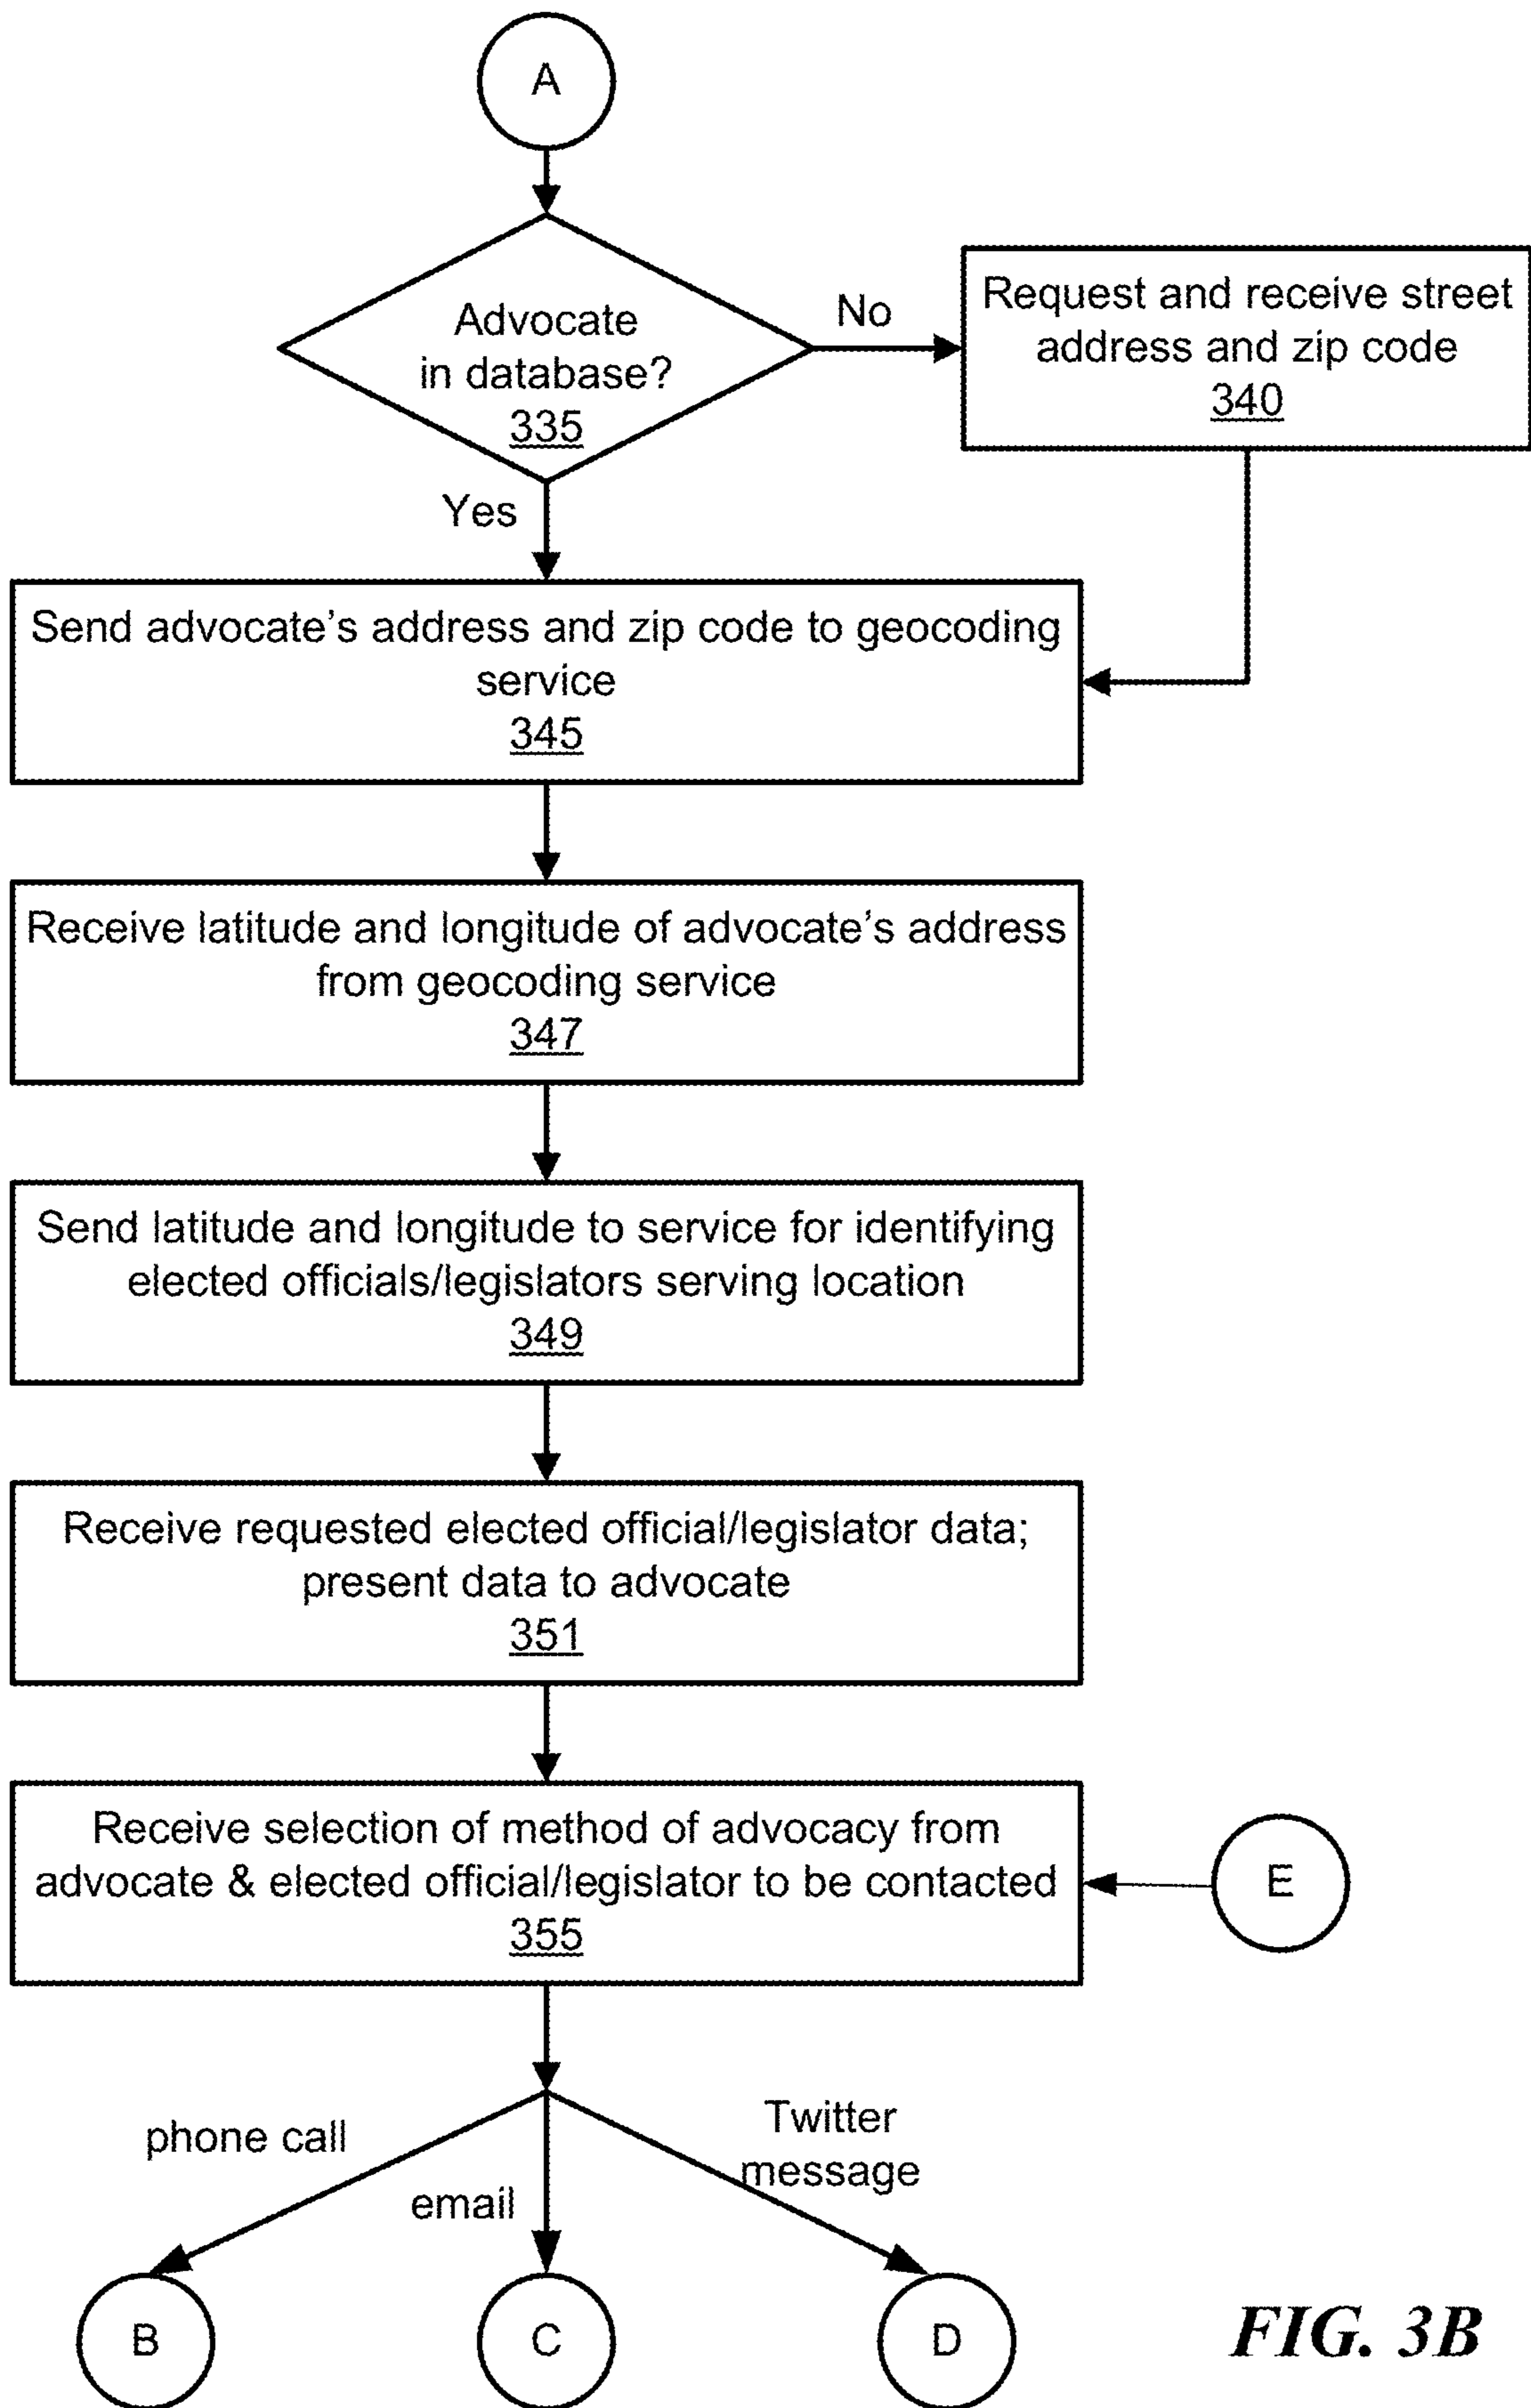 A
Advocate
in database?
335
No
Request and receive street
address and zip code
340
Yes
Send advocate's address and zip code to geocoding
service
345
Receive latitude and longitude of advocate's address
from geocoding service
347
Send latitude and longitude to service for identifying
elected officials/legislators serving location
349
Receive requested elected official/legislator data;
present data to advocate
351
Receive selection of method of advocacy from
advocate & elected official/legislator to be contacted
355
E
phone call
email
Twitter
message
B
C
D
FIG. 3B